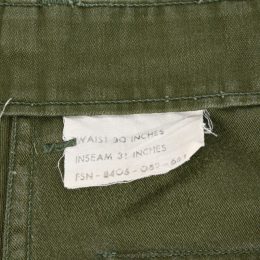 WAIST 30 INCHES
INSEAM 31 INCHES
FSN - 8405 - 082 -